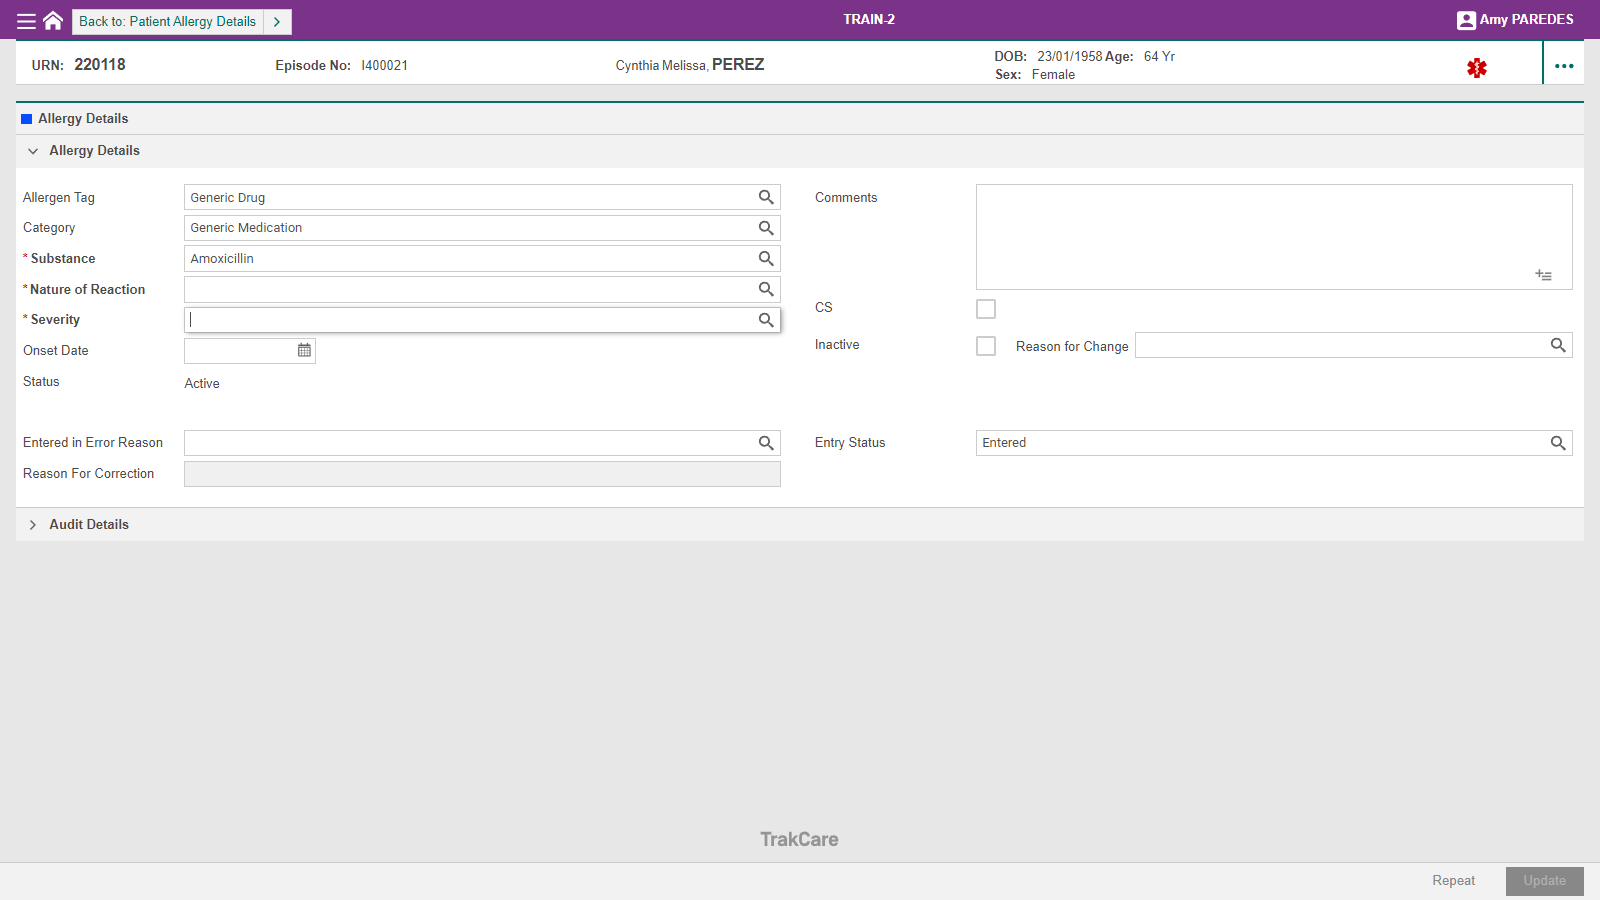 Back to: Patient Allergy Details
TRAIN-2
Amy PAREDES
URN: 220118
Episode No: I400021
Cynthia Melissa, PEREZ
DOB: 23/01/1958 Age: 64 Yr
Sex: Female
Allergy Details
Allergy Details
Allergen Tag Generic Drug
Category Generic Medication
* Substance Amoxicillin
* Nature of Reaction
* Severity
Onset Date
Status Active
Comments
CS
Inactive Reason for Change
Entered in Error Reason
Entry Status Entered
Reason For Correction
Audit Details
TrakCare
Repeat Update